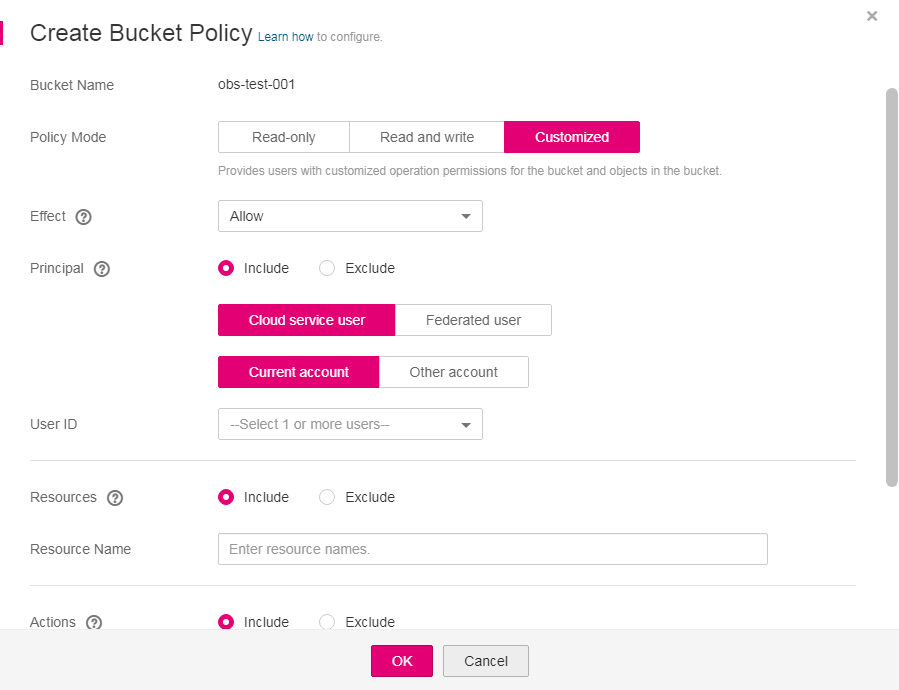 Create Bucket Policy Learn how to configure.
Bucket Name obs-test-001
Policy Mode Read-only Read and write Customized
Provides users with customized operation permissions for the bucket and objects in the bucket.
Effect ? Allow
Principal ? Include Exclude
Cloud service user Federated user
Current account Other account
User ID --Select 1 or more users--
Resources ? Include Exclude
Resource Name Enter resource names.
Actions ? Include Exclude
OK Cancel